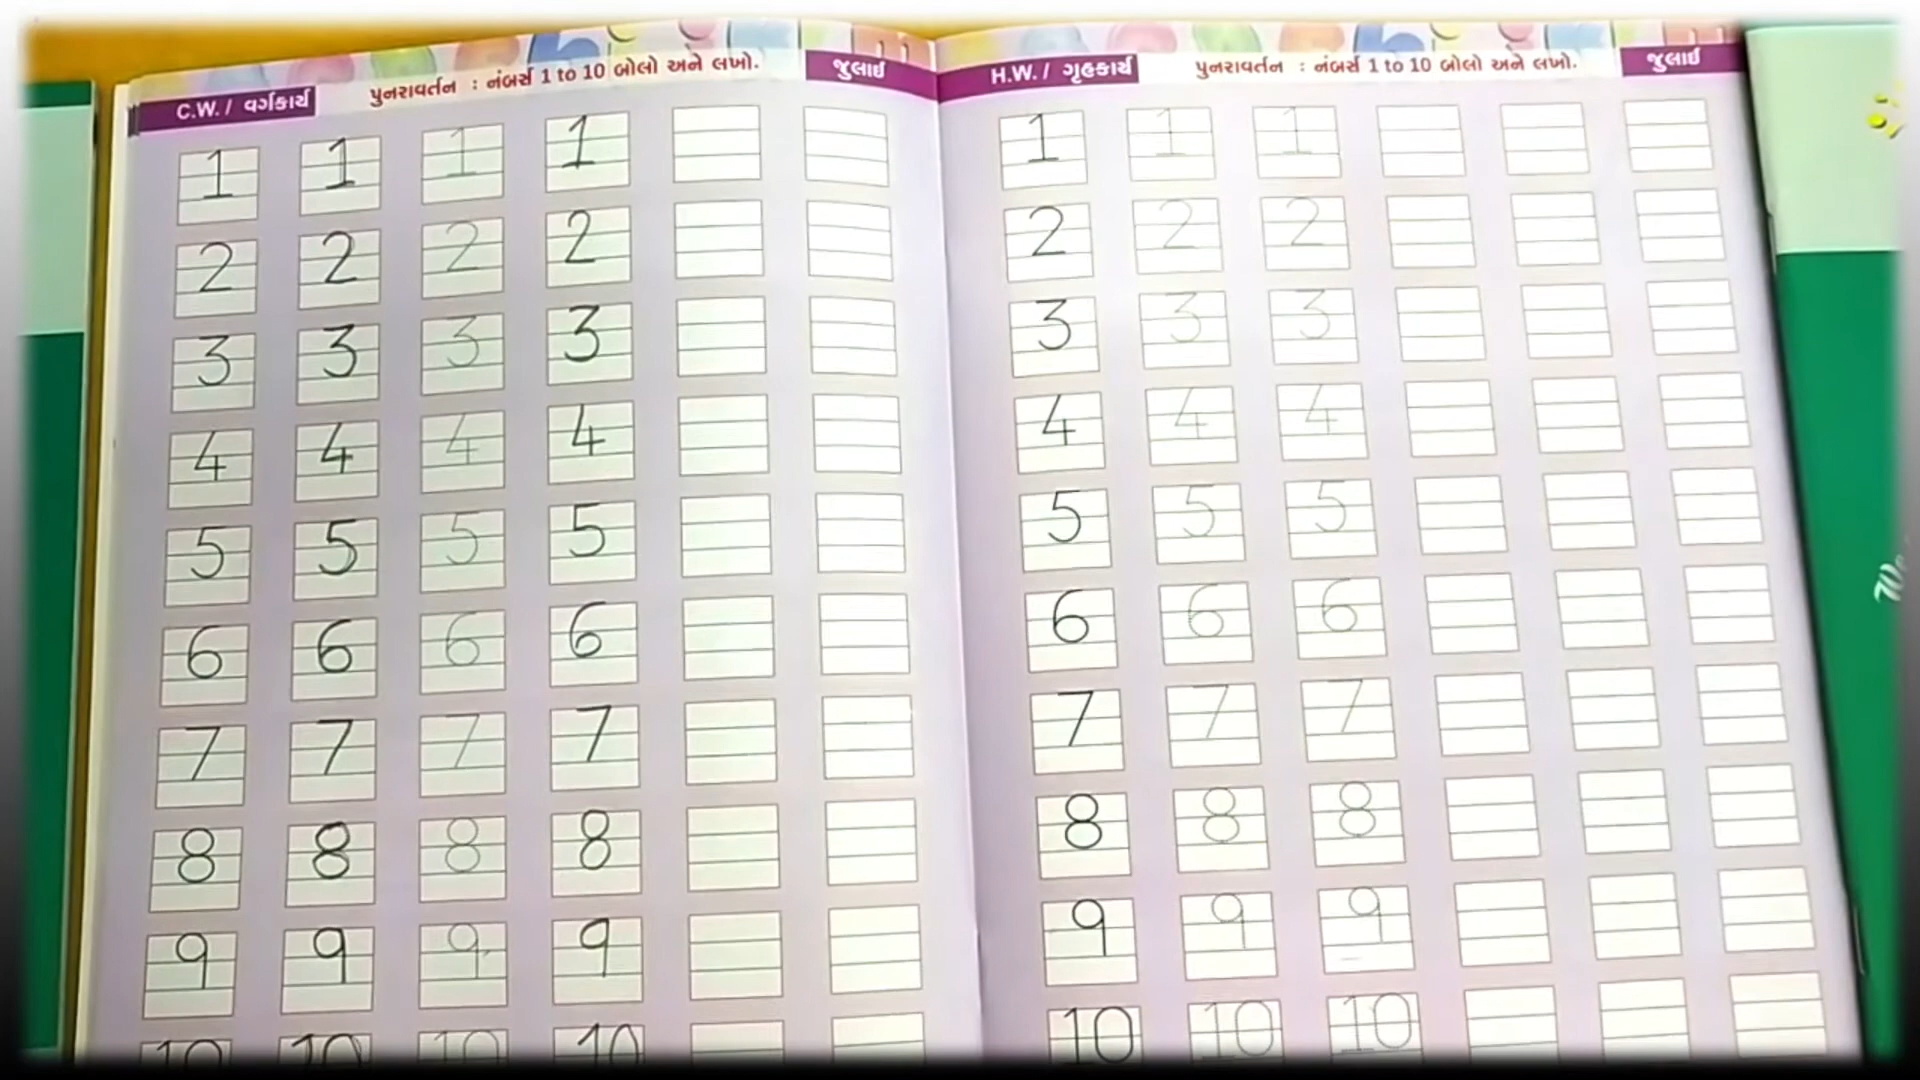 C.W. / વર્ગકાર્ય પુનરાવર્તન : નંબર્સ 1 to 10 બોલો અને લખો. જુલાઈ
1 1 1 1
2 2 2 2
3 3 3 3
4 4 4 4
5 5 5 5
6 6 6 6
7 7 7 7
8 8 8 8
9 9 9 9
10 10 10 10
H.W. / ગૃહકાર્ય પુનરાવર્તન : નંબર્સ 1 to 10 બોલો અને લખો. જુલાઈ
1 1 1
2 2 2
3 3 3
4 4 4
5 5 5
6 6 6
7 7 7
8 8 8
9 9 9
10 10 10